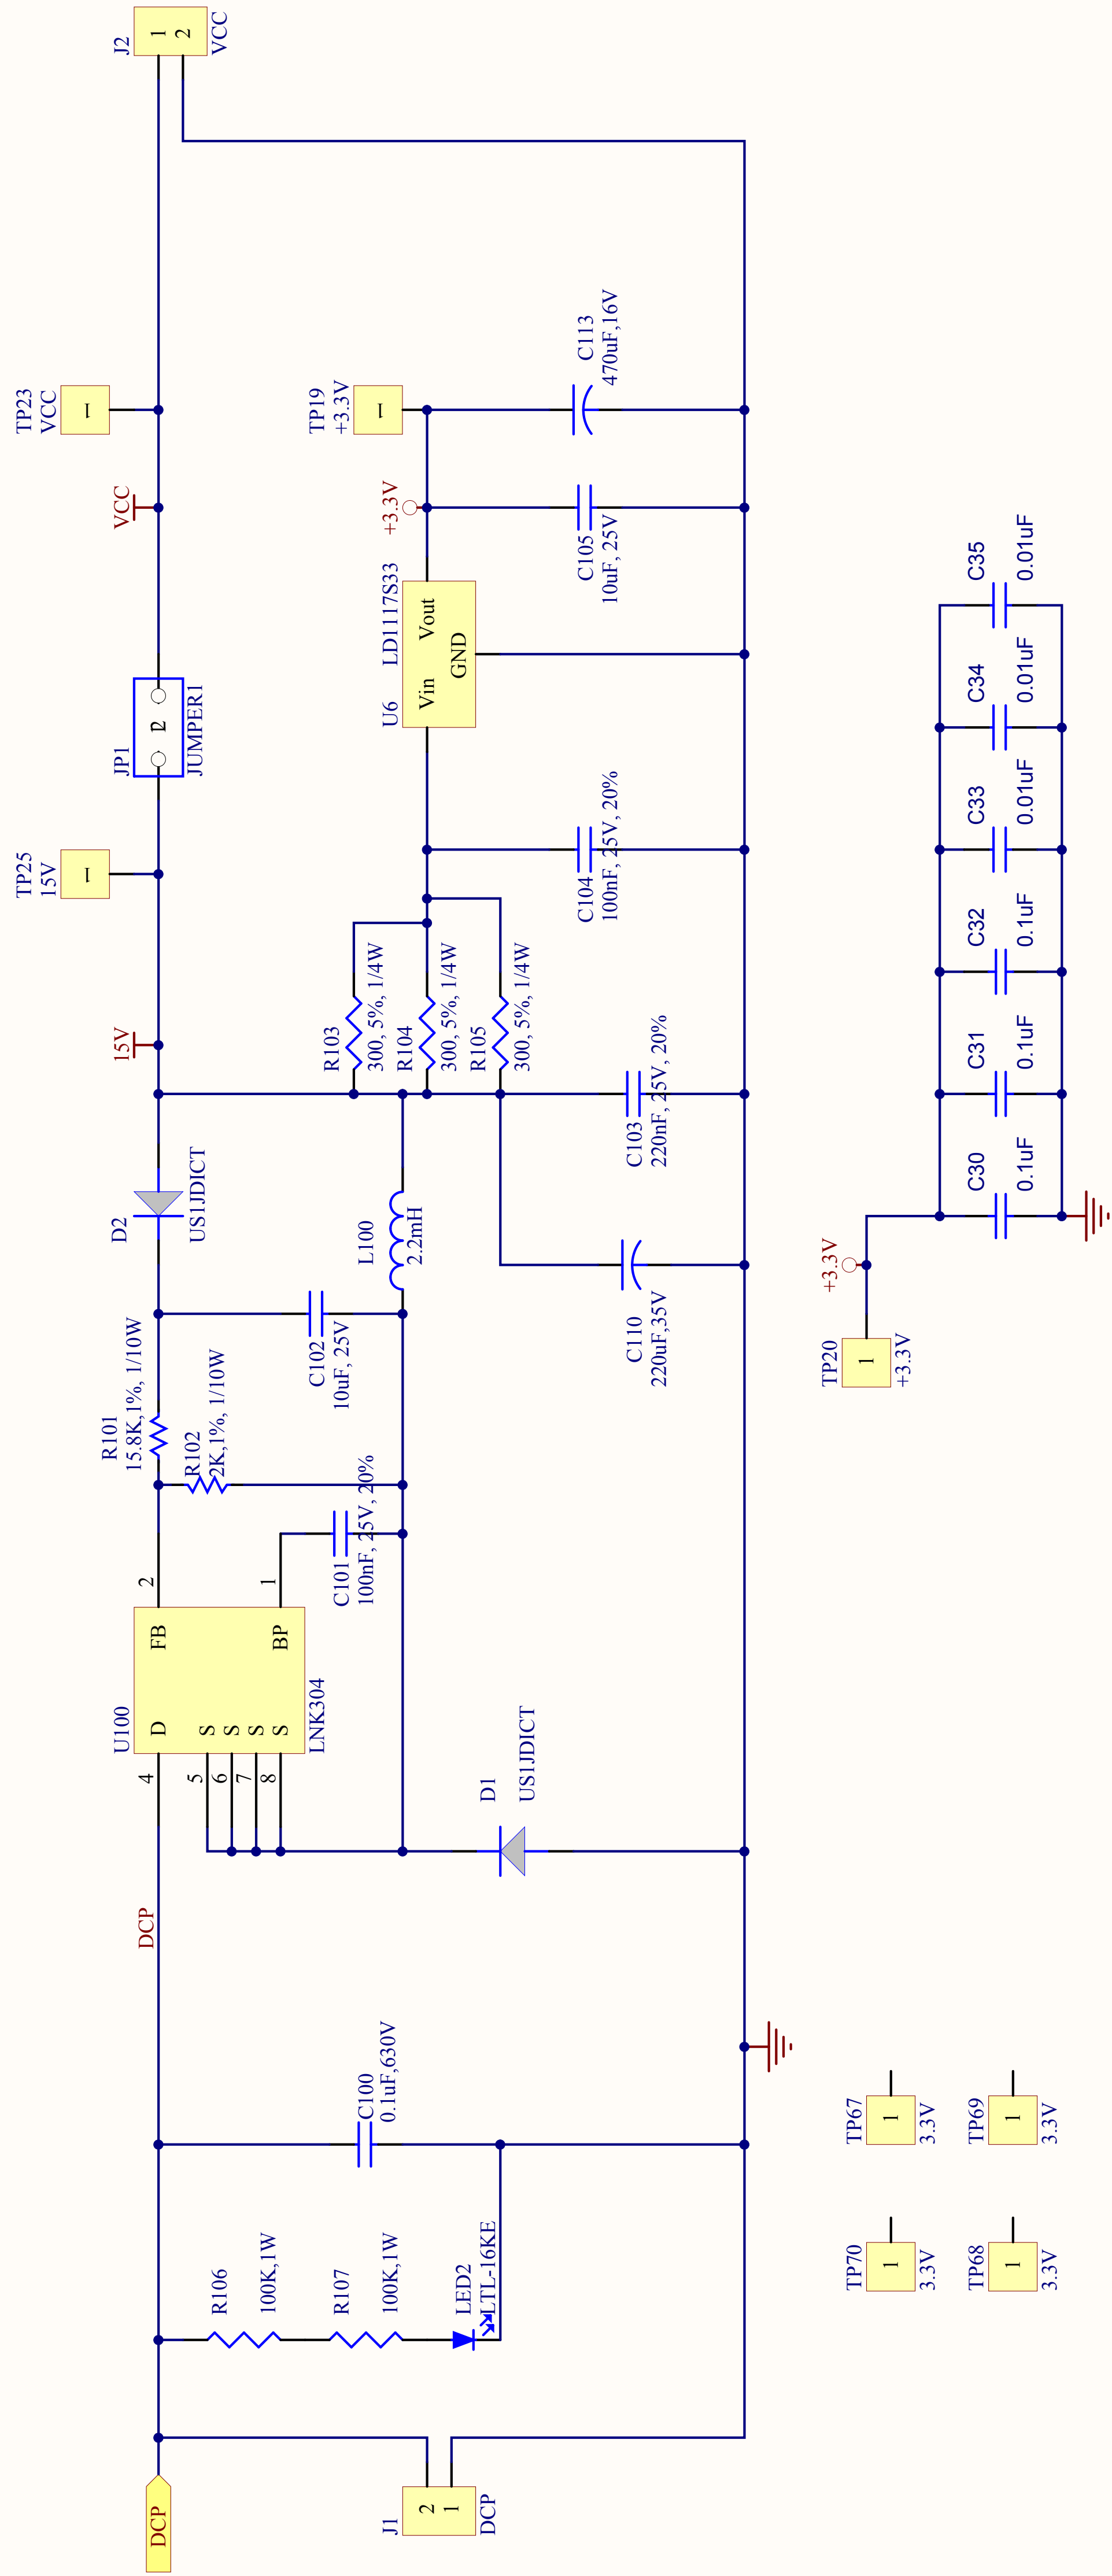 DCP
J1
2
1
DCP
R106
100K,1W
R107
100K,1W
LED2
LTL-16KE
C100
0.1uF,630V
DCP
U100
4
D
FB
2
5
S
6
S
7
S
8
S
BP
1
LNK304
D1
US1JDICT
C101
100nF, 25V, 20%
R101
15.8K,1%, 1/10W
R102
2K,1%, 1/10W
C102
10uF, 25V
D2
US1JDICT
L100
2.2mH
C110
220uF,35V
C103
220nF, 25V, 20%
15V
R103
300, 5%, 1/4W
R104
300, 5%, 1/4W
R105
300, 5%, 1/4W
TP25
15V
1
C104
100nF, 25V, 20%
JP1
1
2
JUMPER1
U6
LD1117S33
Vin
Vout
GND
VCC
+3.3V
C105
10uF, 25V
TP23
VCC
1
TP19
+3.3V
1
C113
470uF,16V
J2
1
2
VCC
TP70
1
3.3V
TP67
1
3.3V
TP68
1
3.3V
TP69
1
3.3V
TP20
1
+3.3V
+3.3V
C30
0.1uF
C31
0.1uF
C32
0.1uF
C33
0.01uF
C34
0.01uF
C35
0.01uF